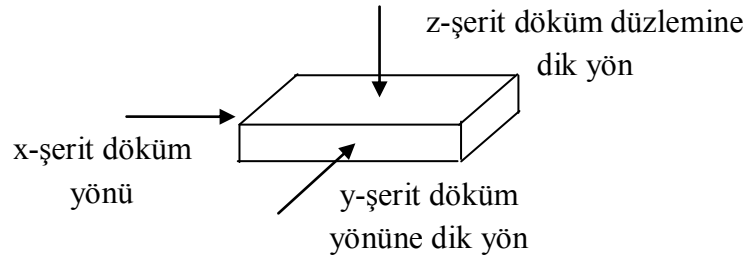 z-şerit döküm düzlemine
dik yön
x-şerit döküm
yönü
y-şerit döküm
yönüne dik yön